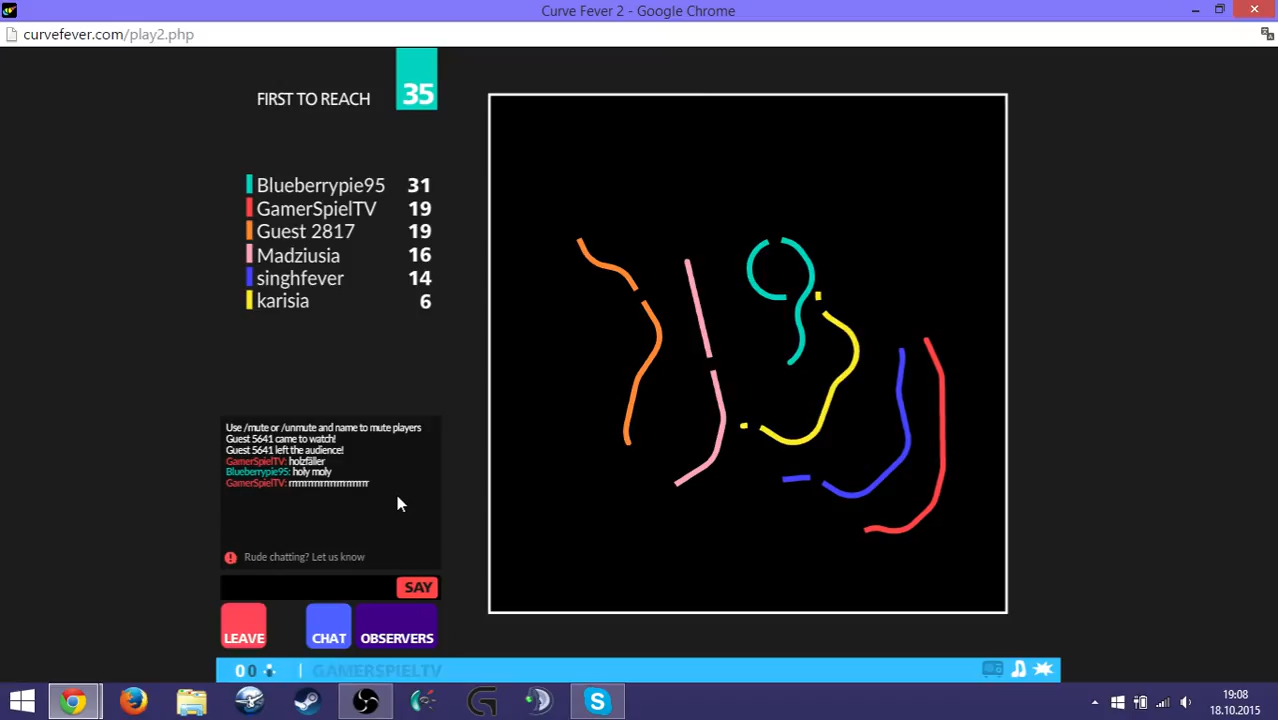 Curve Fever 2 - Google Chrome
curvefever.com/play2.php
FIRST TO REACH 35
Blueberrypie95 31
GamerSpielTV 19
Guest 2817 19
Madziusia 16
singhfever 14
karisia 6
Use /mute or /unmute and name to mute players
Guest 5641 came to watch!
Guest 5641 left the audience!
GamerSpielTV: holzfäller
Blueberrypie95: holy moly
GamerSpielTV:
Rude chatting? Let us know
SAY
LEAVE CHAT OBSERVERS
00 GAMERSPIELTV
19:08
18.10.2015